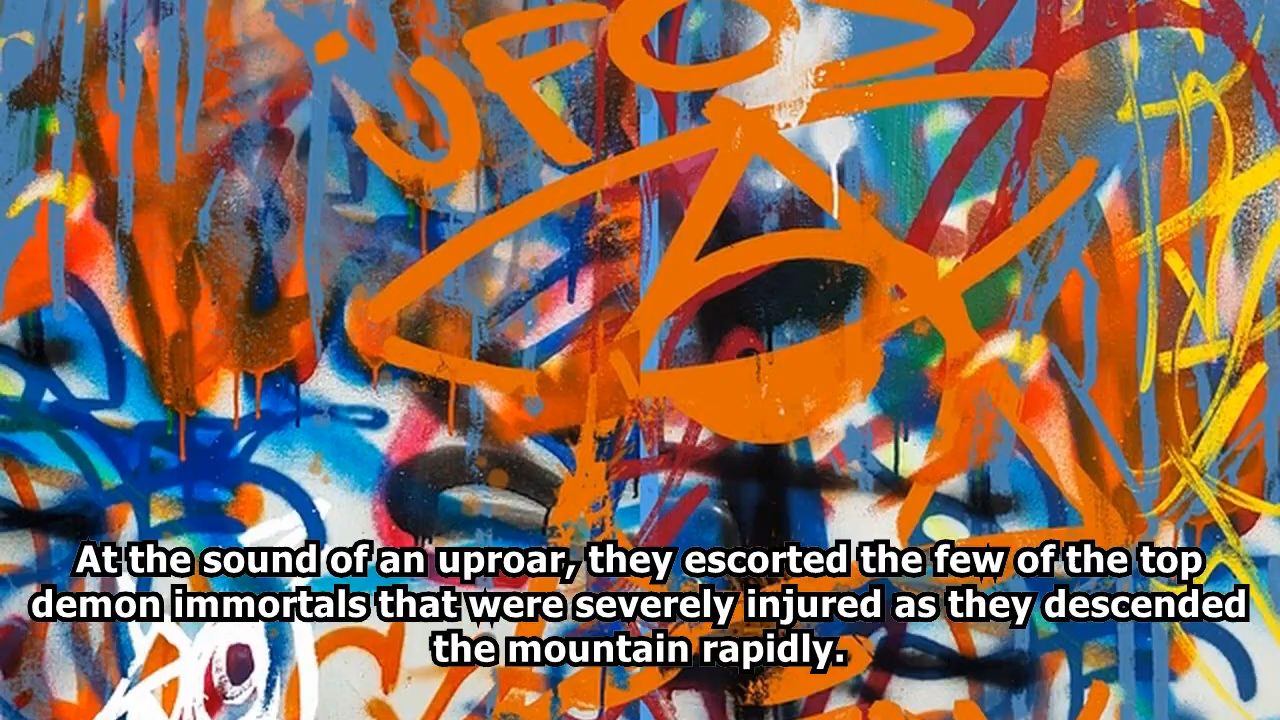 UFO
At the sound of an uproar, they escorted the few of the top
demon immortals that were severely injured as they descended
the mountain rapidly.